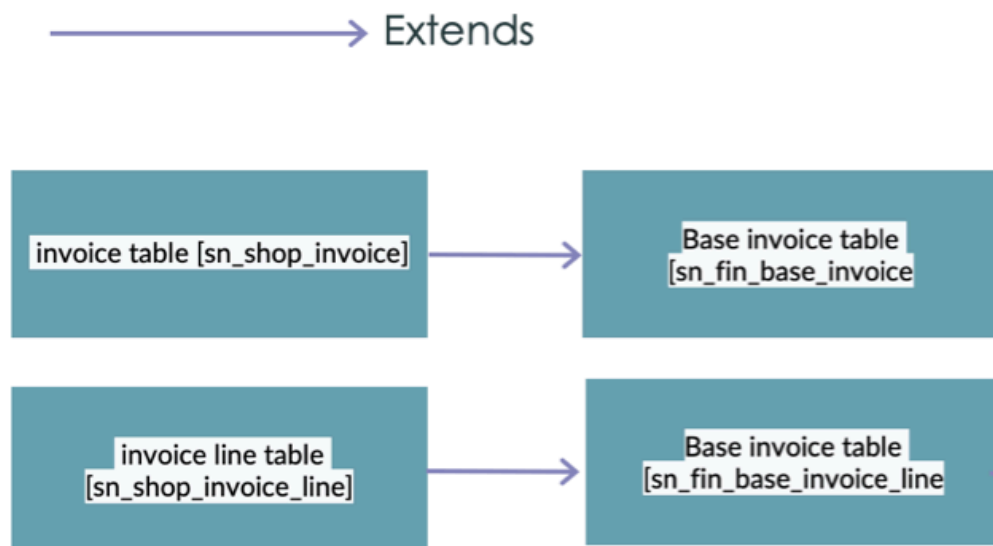 Extends
invoice table [sn_shop_invoice]
Base invoice table
[sn_fin_base_invoice
invoice line table
[sn_shop_invoice_line]
Base invoice table
[sn_fin_base_invoice_line